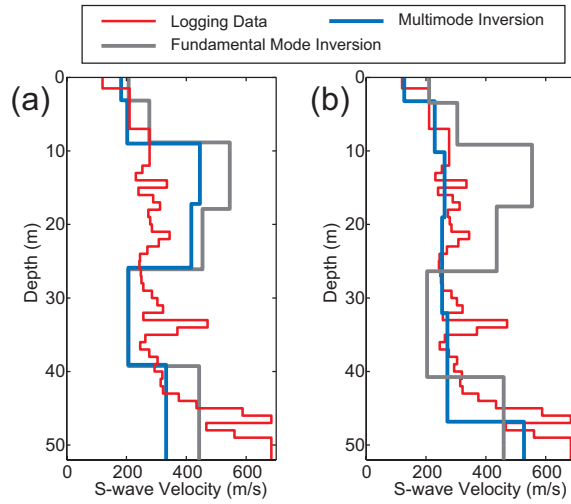 Logging Data
Multimode Inversion
Fundamental Mode Inversion
(a)
(b)
0
10
20
30
40
50
Depth (m)
0
200
400
600
S-wave Velocity (m/s)
0
10
20
30
40
50
Depth (m)
0
200
400
600
S-wave Velocity (m/s)